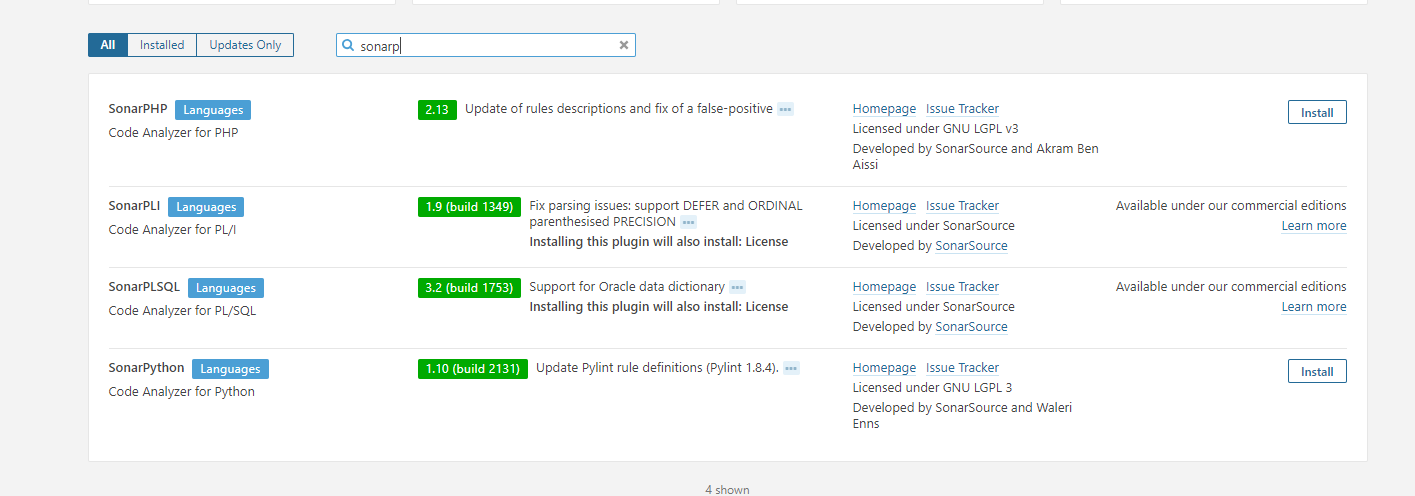 All Installed Updates Only sonarp
SonarPHP Languages 2.13 Update of rules descriptions and fix of a false-positive Homepage Issue Tracker Install
Code Analyzer for PHP Licensed under GNU LGPL v3
Developed by SonarSource and Akram Ben
Aissi
SonarPLI Languages 1.9 (build 1349) Fix parsing issues: support DEFER and ORDINAL Homepage Issue Tracker Available under our commercial editions
parenthesised PRECISION
Code Analyzer for PL/I Licensed under SonarSource Learn more
Installing this plugin will also install: License Developed by SonarSource
SonarPLSQL Languages 3.2 (build 1753) Support for Oracle data dictionary Homepage Issue Tracker Available under our commercial editions
Code Analyzer for PL/SQL Installing this plugin will also install: License Licensed under SonarSource Learn more
Developed by SonarSource
SonarPython Languages 1.10 (build 2131) Update Pylint rule definitions (Pylint 1.8.4). Homepage Issue Tracker Install
Code Analyzer for Python Licensed under GNU LGPL 3
Developed by SonarSource and Waleri
Enns
4 shown